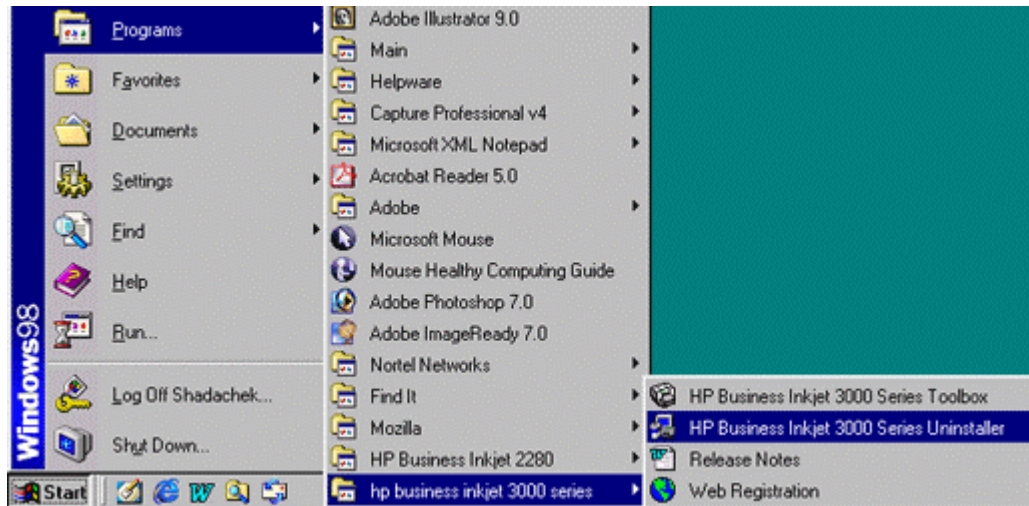 Windows98
Programs
Favorites
Documents
Settings
Find
Help
Run...
Log Off Shadachek...
Shut Down...
Start
Adobe Illustrator 9.0
Main
Helpware
Capture Professional v4
Microsoft XML Notepad
Acrobat Reader 5.0
Adobe
Microsoft Mouse
Mouse Healthy Computing Guide
Adobe Photoshop 7.0
Adobe ImageReady 7.0
Nortel Networks
Find It
Mozilla
HP Business Inkjet 2280
hp business inkjet 3000 series
HP Business Inkjet 3000 Series Toolbox
HP Business Inkjet 3000 Series Uninstaller
Release Notes
Web Registration